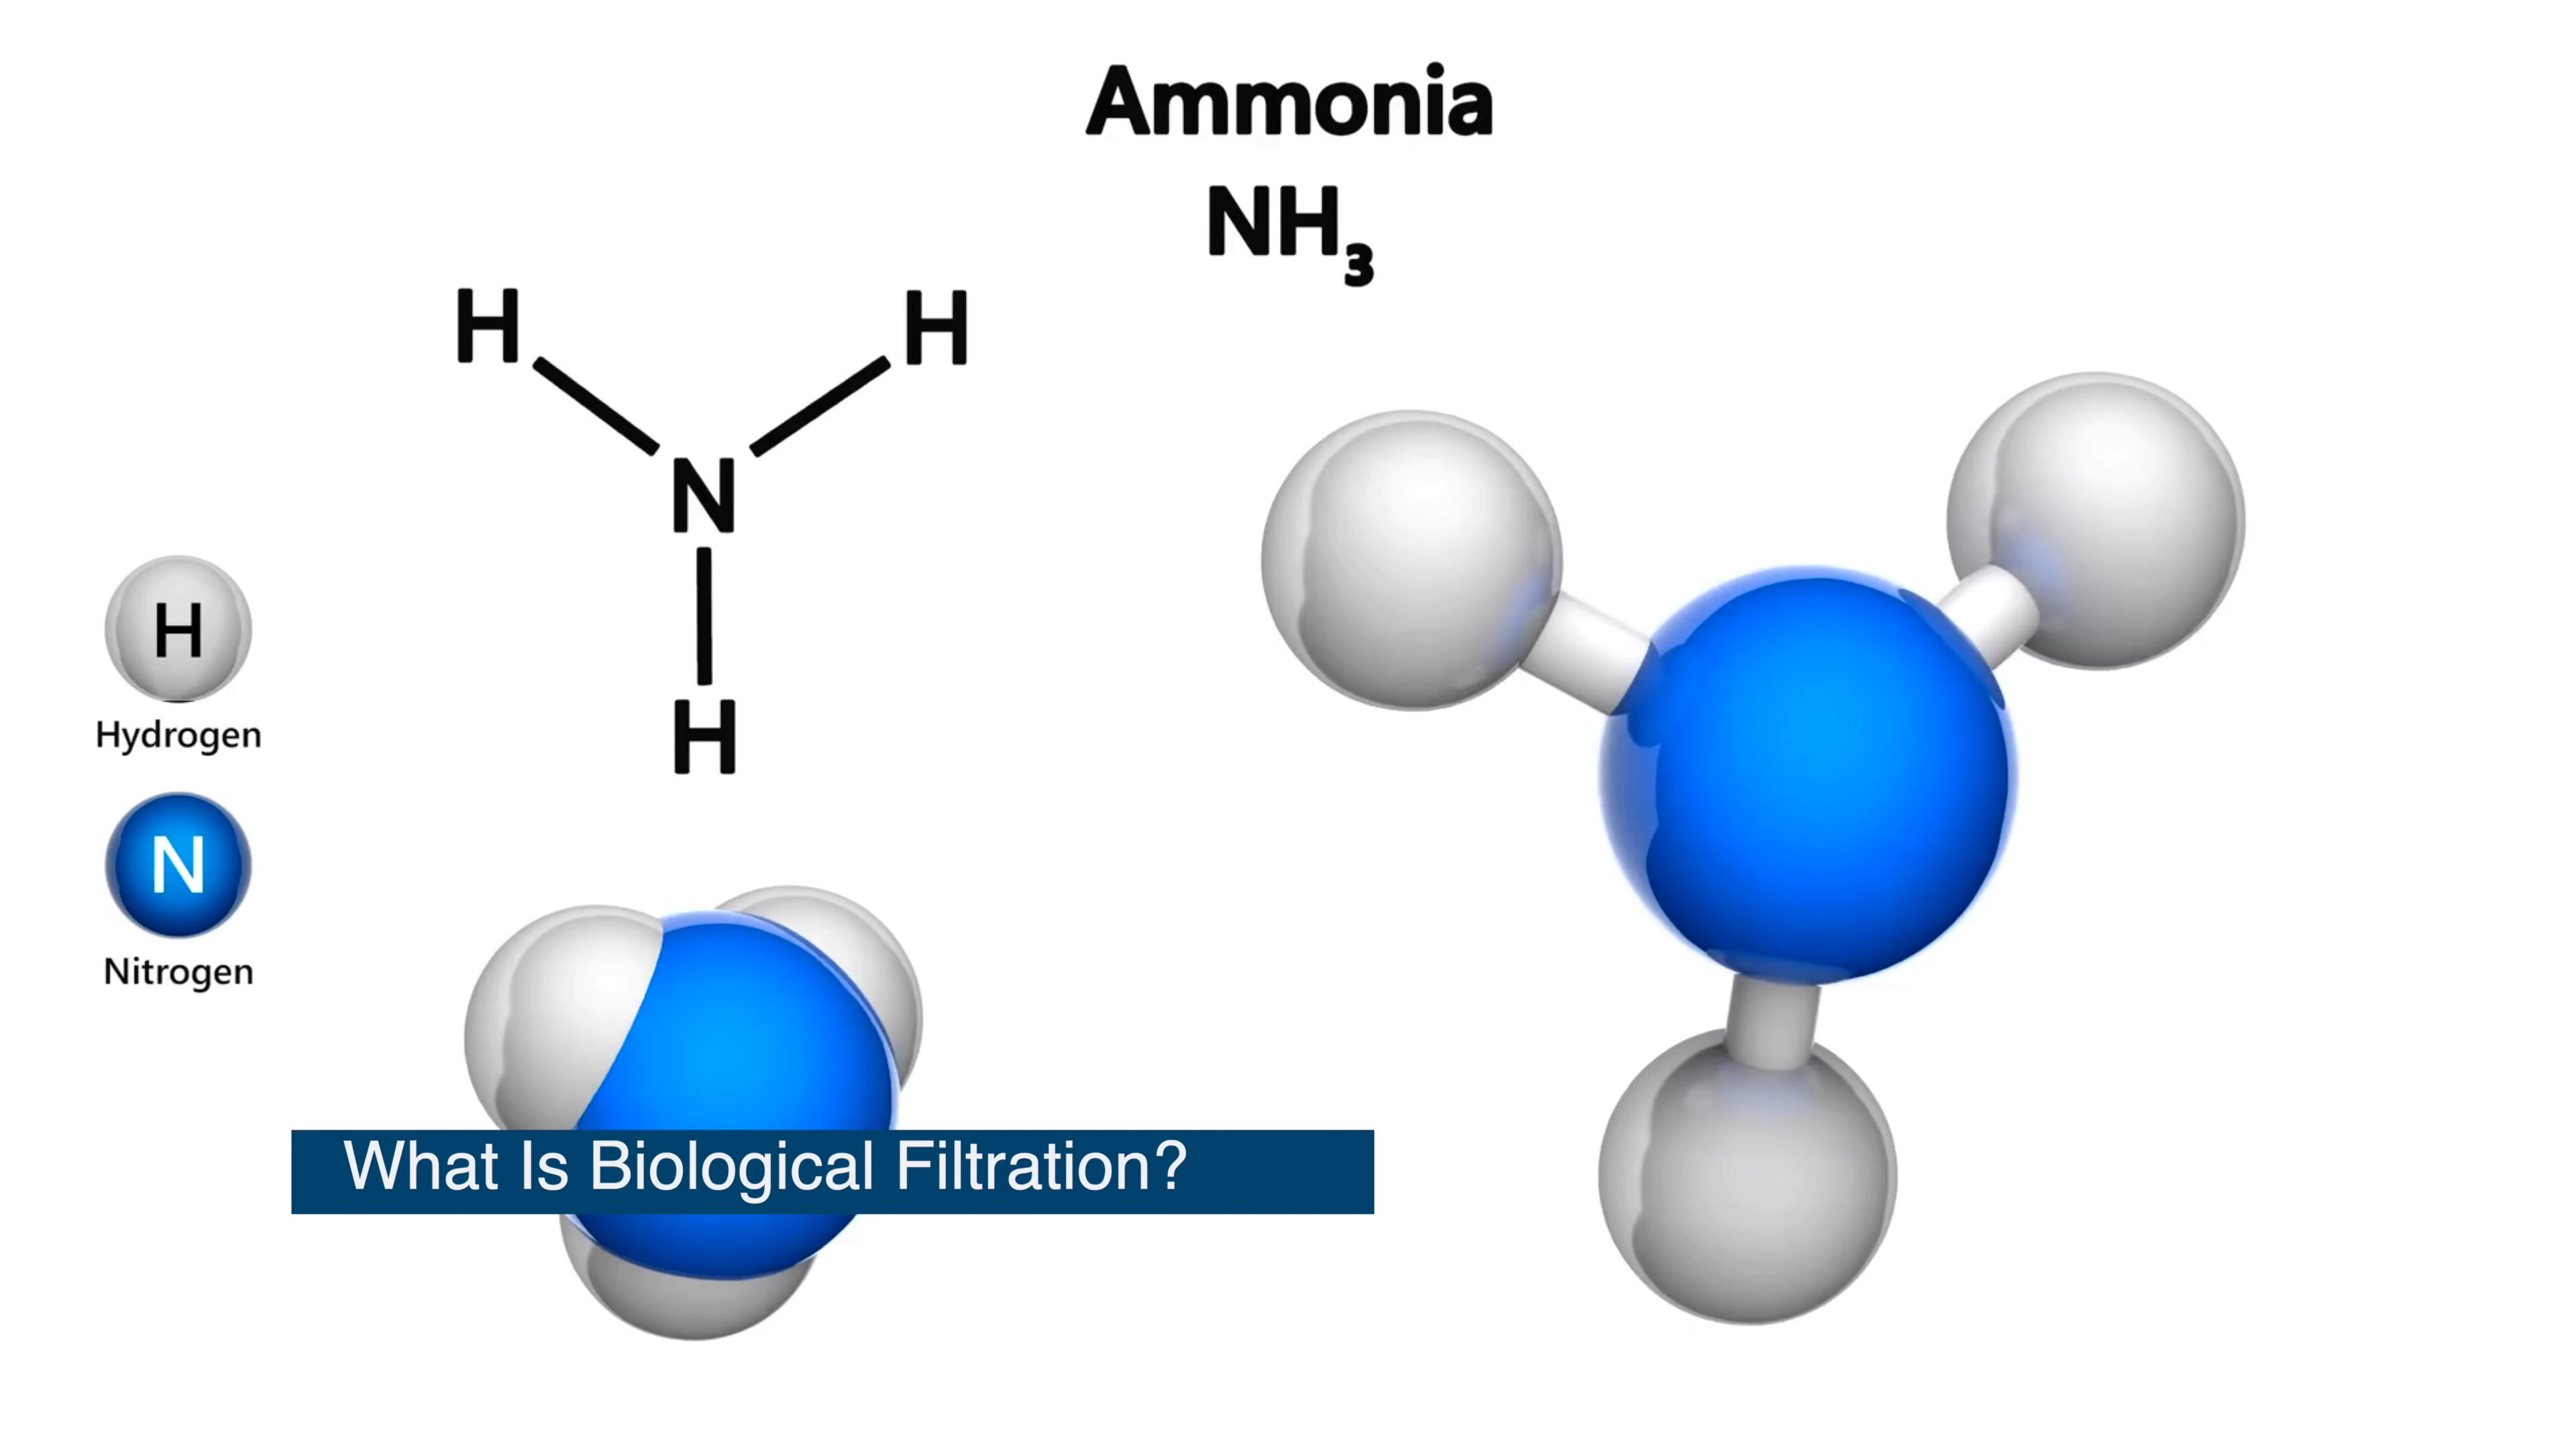 Ammonia
NH₃
H H
N
H
H
Hydrogen
N
Nitrogen
What Is Biological Filtration?